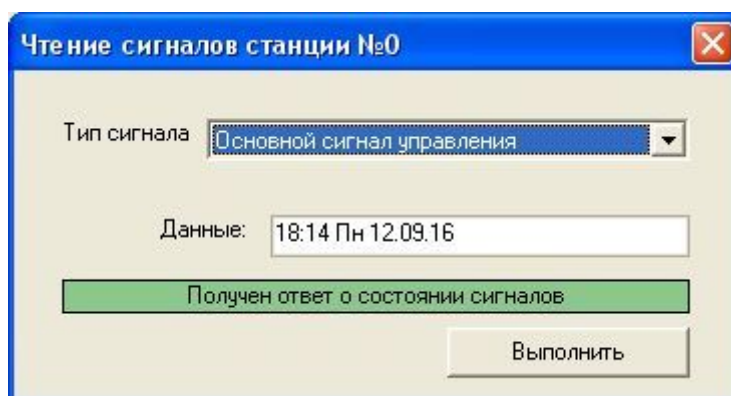 Чтение сигналов станции №0
Тип сигнала Основной сигнал управления
Данные: 18:14 Пн 12.09.16
Получен ответ о состоянии сигналов
Выполнить